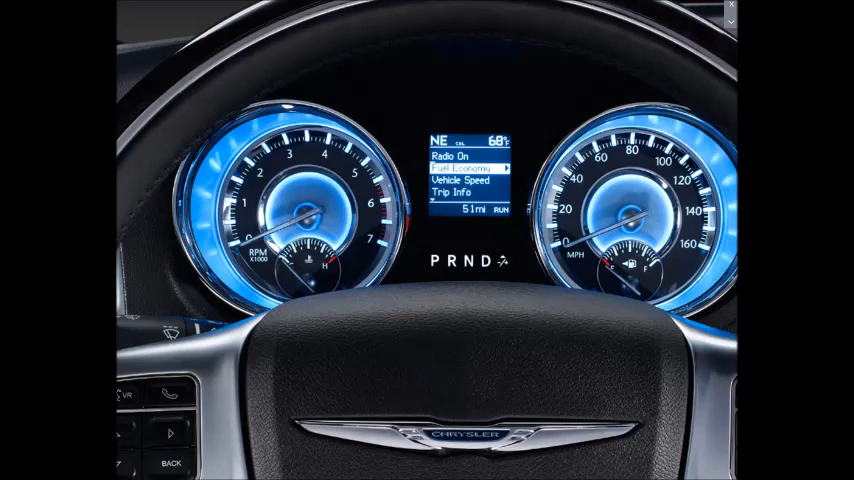 NE CAL 68°F
Radio On
Fuel Economy
Vehicle Speed
Trip Info
51mi RUN
0 1 2 3 4 5 6 7
RPM
X1000
H
0 20 40 60 80 100 120 140 160
MPH
E F
P R N D
VR
BACK
CHRYSLER